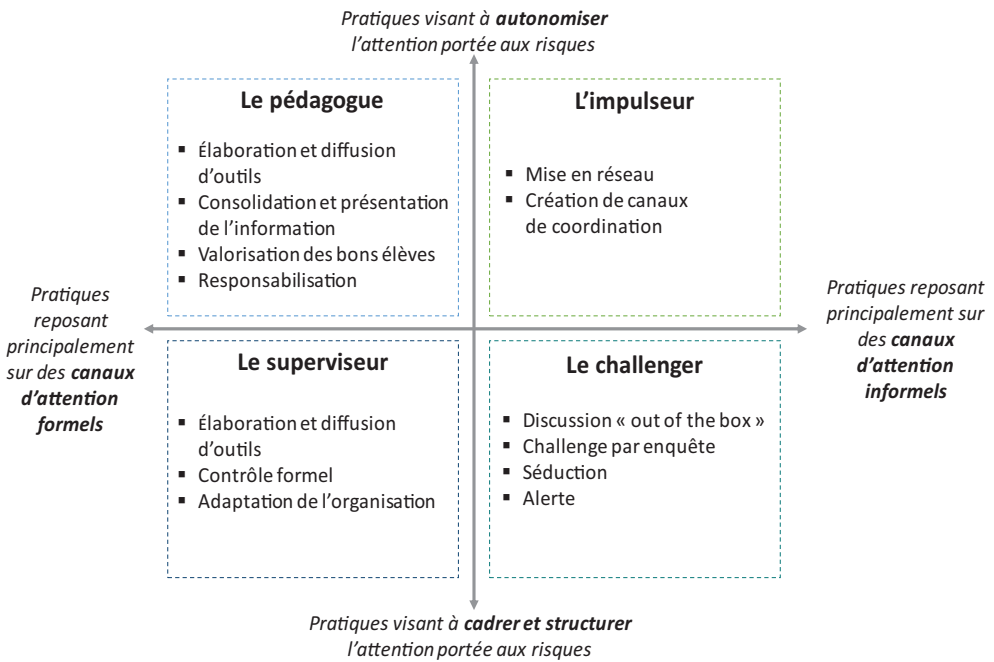 Pratiques visant à autonomiser
l'attention portée aux risques
Le pédagogue
▪ Élaboration et diffusion
d'outils
▪ Consolidation et présentation
de l'information
▪ Valorisation des bons élèves
▪ Responsabilisation
L'impulseur
▪ Mise en réseau
▪ Création de canaux
de coordination
Pratiques
reposant
principalement
sur des canaux
d'attention
formels
Pratiques reposant
principalement sur
des canaux
d'attention
informels
Le superviseur
▪ Élaboration et diffusion
d'outils
▪ Contrôle formel
▪ Adaptation de l'organisation
Le challenger
▪ Discussion « out of the box »
▪ Challenge par enquête
▪ Séduction
▪ Alerte
Pratiques visant à cadrer et structurer
l'attention portée aux risques